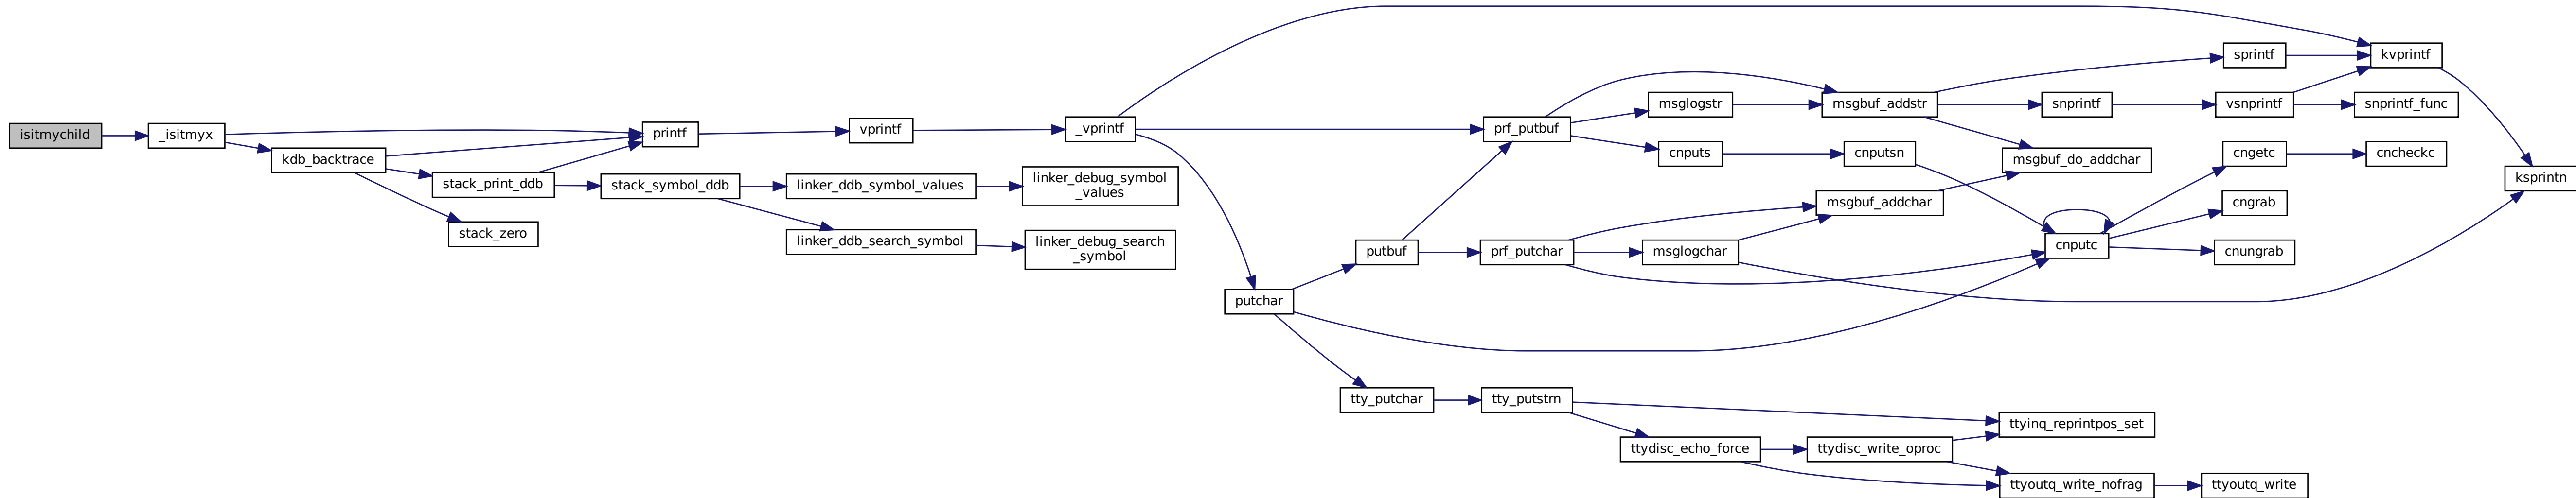 isitmychild
_isitmyx
kdb_backtrace
stack_print_ddb
stack_zero
printf
stack_symbol_ddb
vprintf
linker_ddb_symbol_values
linker_ddb_search_symbol
_vprintf
linker_debug_symbol
_values
linker_debug_search
_symbol
putchar
putbuf
tty_putchar
prf_putbuf
prf_putchar
tty_putstrn
msglogstr
cnputs
msglogchar
ttydisc_echo_force
msgbuf_addstr
cnputsn
msgbuf_addchar
ttydisc_write_oproc
snprintf
msgbuf_do_addchar
cnputc
ttyinq_reprintpos_set
ttyoutq_write_nofrag
sprintf
vsnprintf
cngetc
cngrab
cnungrab
ttyoutq_write
kvprintf
snprintf_func
cncheckc
ksprintn